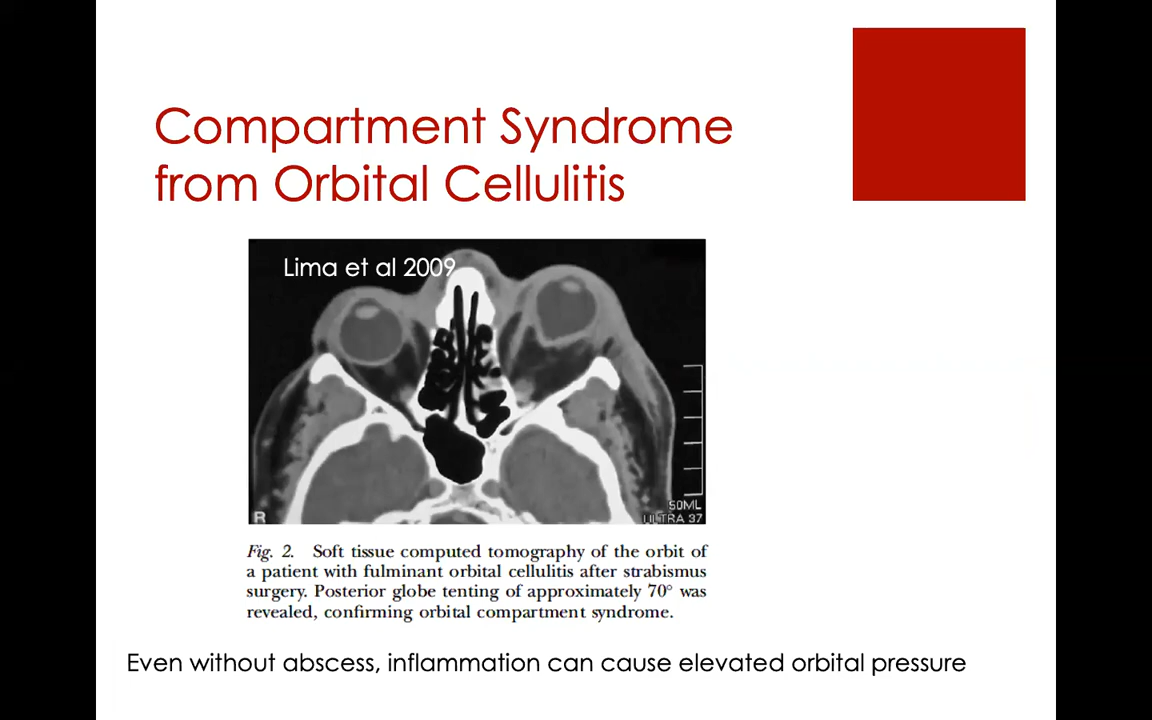 Compartment Syndrome
from Orbital Cellulitis
Lima et al 2009
50ML
ULTRA 37
R
Fig. 2. Soft tissue computed tomography of the orbit of
a patient with fulminant orbital cellulitis after strabismus
surgery. Posterior globe tenting of approximately 70° was
revealed, confirming orbital compartment syndrome.
Even without abscess, inflammation can cause elevated orbital pressure